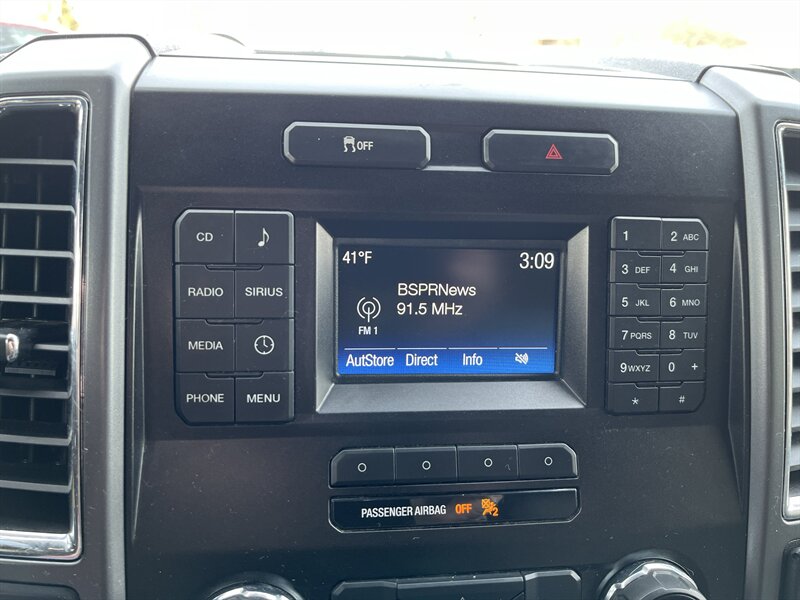 OFF
CD
RADIO SIRIUS
MEDIA
PHONE MENU
41°F 3:09
BSPRNews
91.5 MHz
FM 1
AutStore Direct Info
1 2 ABC
3 DEF 4 GHI
5 JKL 6 MNO
7 PQRS 8 TUV
9 WXYZ 0 +
* #
PASSENGER AIRBAG OFF 2